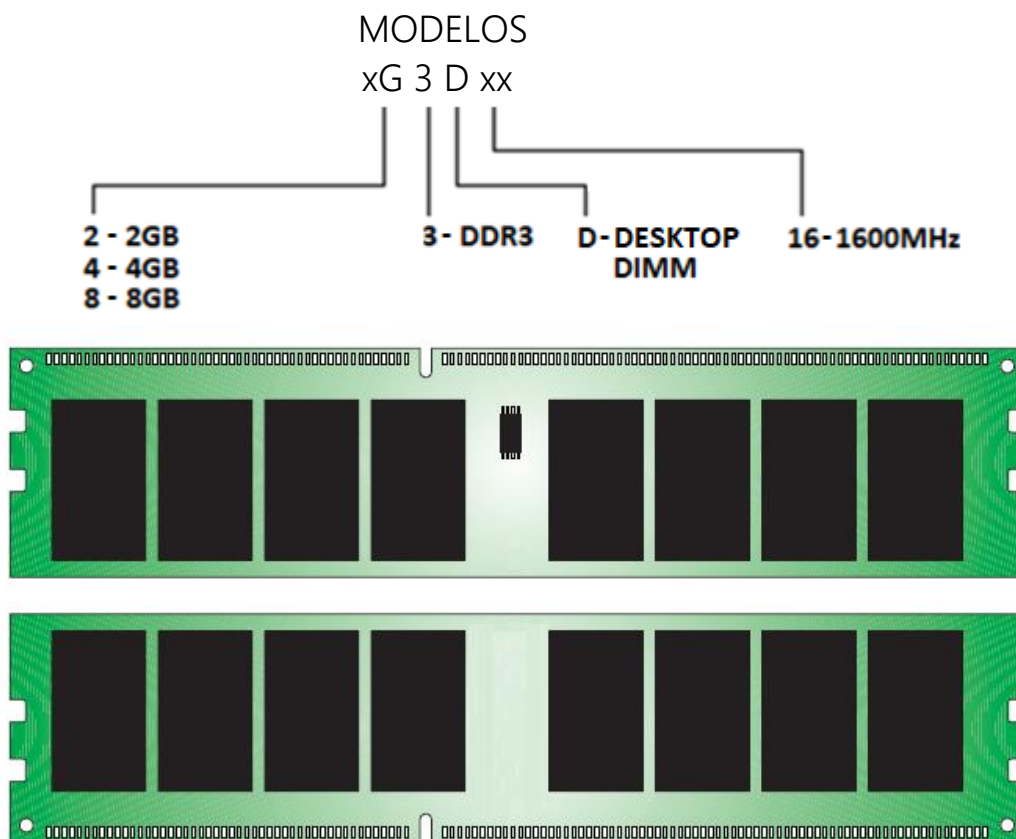 MODELOS
xG 3 D xx
2 - 2GB
4 - 4GB
8 - 8GB
3- DDR3
D-DESKTOP
DIMM
16-1600MHz